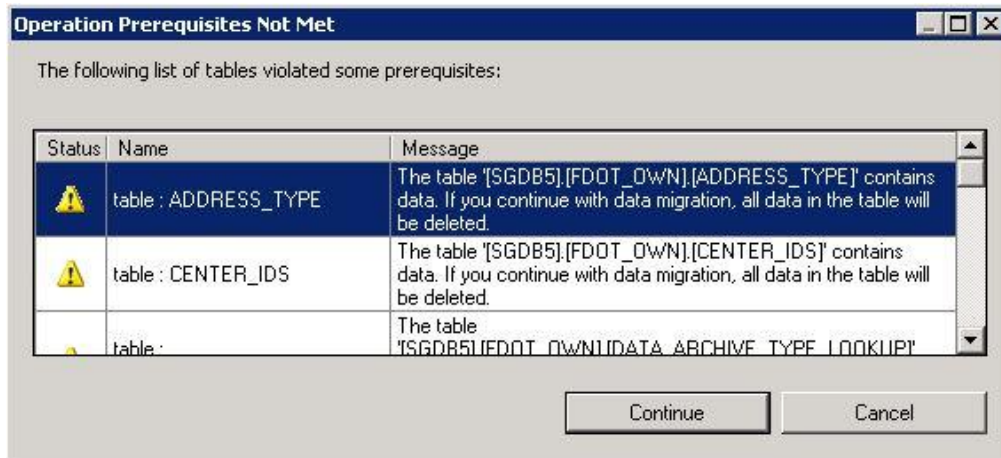 Operation Prerequisites Not Met
The following list of tables violated some prerequisites:
Status Name Message
table : ADDRESS_TYPE
The table '[SGDB5].[FDOT_OWN].[ADDRESS_TYPE]' contains
data. If you continue with data migration, all data in the table will
be deleted.
table : CENTER_IDS
The table '[SGDB5].[FDOT_OWN].[CENTER_IDS]' contains
data. If you continue with data migration, all data in the table will
be deleted.
table :
The table
'[SGDB5].[FDOT_OWN].[DATA_ARCHIVE_TYPE_LOOKUP]'
Continue
Cancel